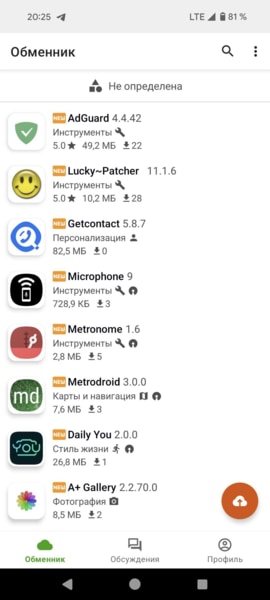 20:25 LTE 81 %
Обменник
Не определена
NEW AdGuard 4.4.42
Инструменты
5.0 49,2 МБ 22
NEW Lucky~Patcher 11.1.6
Инструменты
5.0 10,2 МБ 28
NEW Getcontact 5.8.7
Персонализация
82,5 МБ 0
NEW Microphone 9
Инструменты
728,9 КБ 3
NEW Metronome 1.6
Инструменты
2,8 МБ 5
md
NEW Metrodroid 3.0.0
Карты и навигация
7,6 МБ 3
YOU
NEW Daily You 2.0.0
Стиль жизни
26,8 МБ 1
NEW A+ Gallery 2.2.70.0
Фотография
8,5 МБ 2
Обменник Обсуждения Профиль